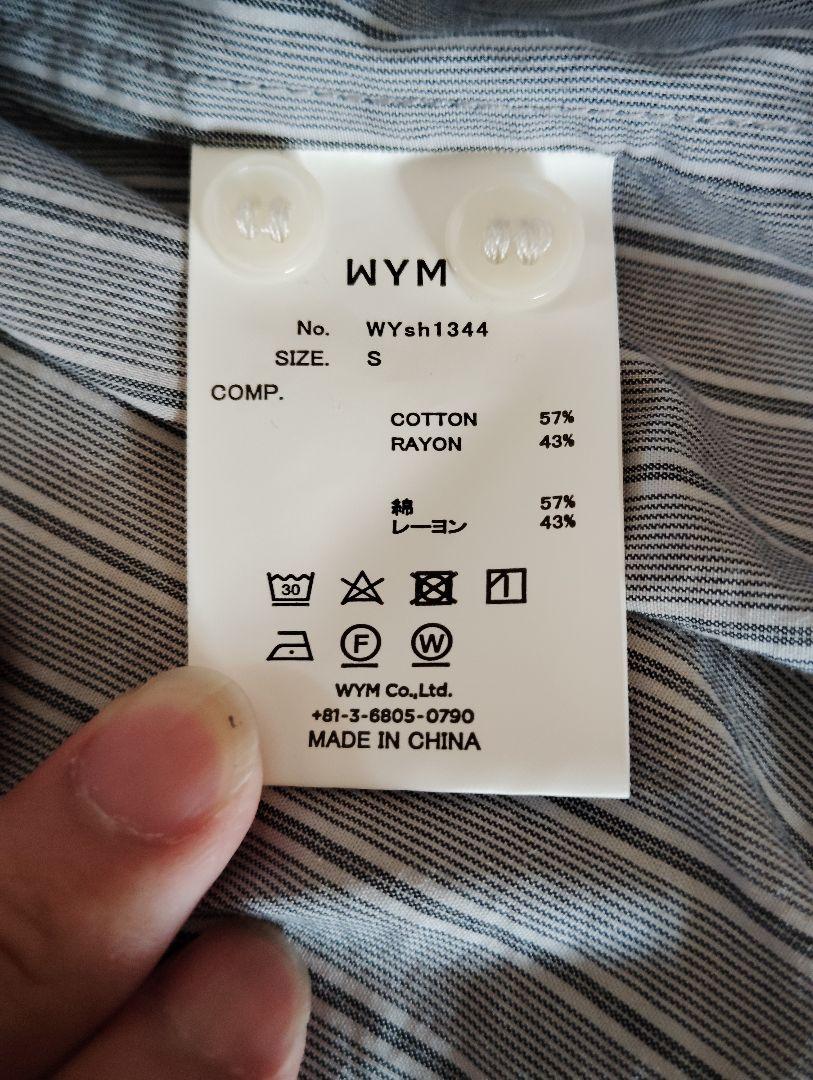 WYM
No. WYsh1344
SIZE. S
COMP.
COTTON 57%
RAYON 43%
綿 57%
レーヨン 43%
30
F W
WYM Co.,Ltd.
+81-3-6805-0790
MADE IN CHINA